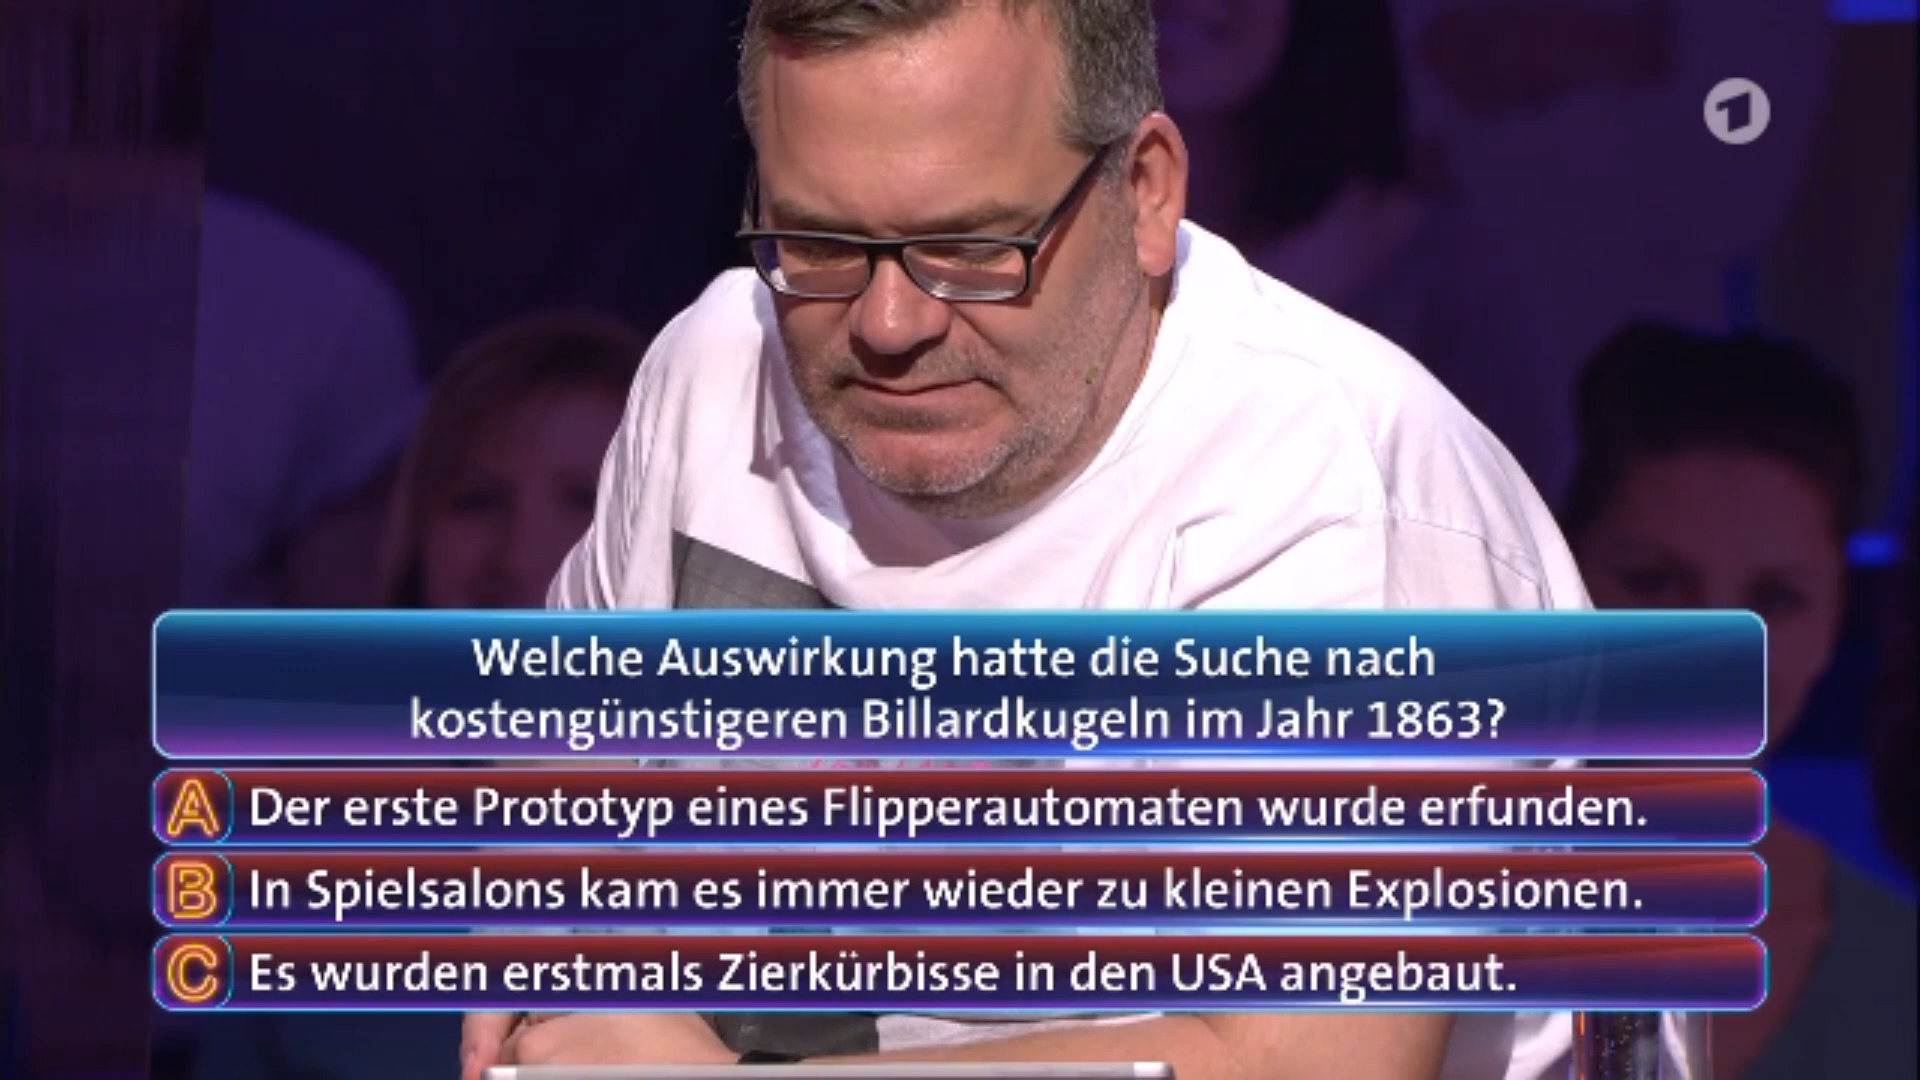 Welche Auswirkung hatte die Suche nach
kostengünstigeren Billardkugeln im Jahr 1863?
A Der erste Prototyp eines Flipperautomaten wurde erfunden.
B In Spielsalons kam es immer wieder zu kleinen Explosionen.
C Es wurden erstmals Zierkürbisse in den USA angebaut.